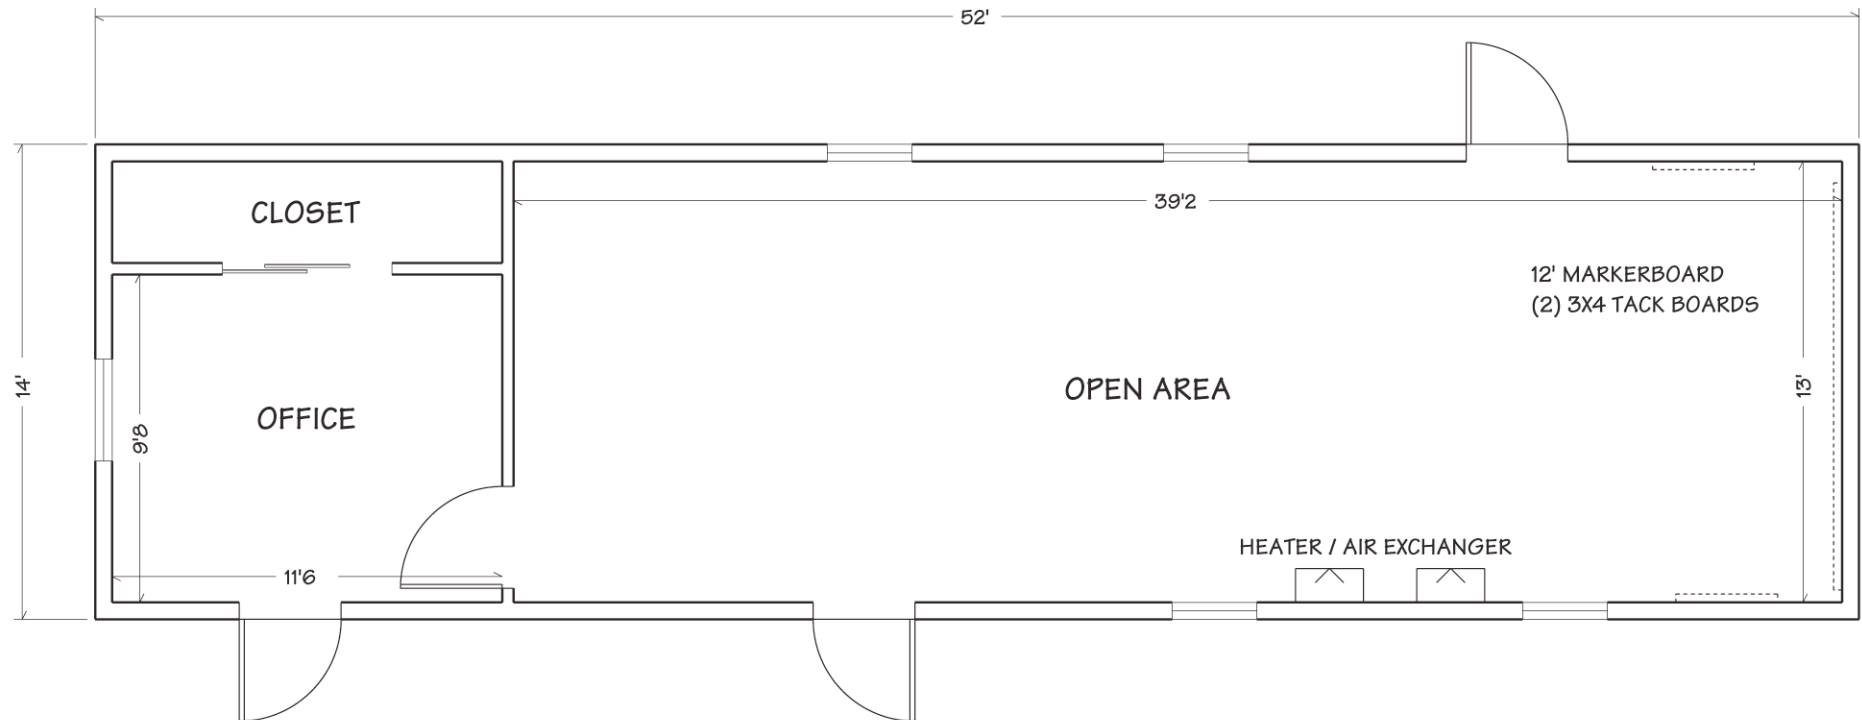 52'
39'2
CLOSET
12' MARKERBOARD
(2) 3X4 TACK BOARDS
14'
OPEN AREA
13'
OFFICE
9'8
HEATER / AIR EXCHANGER
11'6